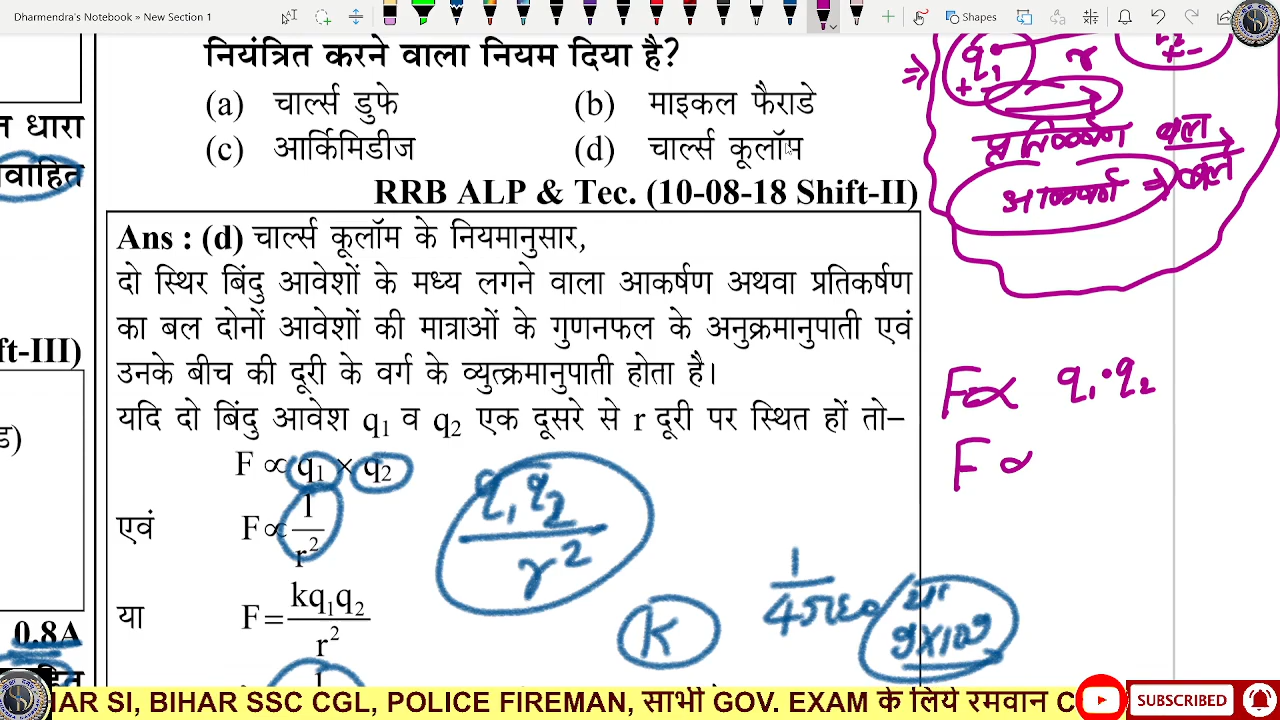 Dharmendra's Notebook » New Section 1
Shapes
नियंत्रित करने वाला नियम दिया है?
(a) चार्ल्स डुफे (b) माइकल फैराडे
(c) आर्किमिडीज (d) चार्ल्स कूलॉम
RRB ALP & Tec. (10-08-18 Shift-II)
Ans : (d) चार्ल्स कूलॉम के नियमानुसार,
दो स्थिर बिंदु आवेशों के मध्य लगने वाला आकर्षण अथवा प्रतिकर्षण
का बल दोनों आवेशों की मात्राओं के गुणनफल के अनुक्रमानुपाती एवं
उनके बीच की दूरी के वर्ग के व्युत्क्रमानुपाती होता है।
यदि दो बिंदु आवेश q₁ व q₂ एक दूसरे से r दूरी पर स्थित हों तो–
F ∝ q₁ × q₂
एवं F ∝ 1/r²
या F = kq₁q₂/r²
q₁q₂/r²
K
1/4πε₀
9×10⁹
धारा
वाहित
ft-III)
0.8A
q₁ r
+
प्रतिकर्षण बल
आकर्षण ⇒ बल
F ∝ q₁·q₂
F ∝
AR SI, BIHAR SSC CGL, POLICE FIREMAN, साभी GOV. EXAM के लिये रमवान C
SUBSCRIBED